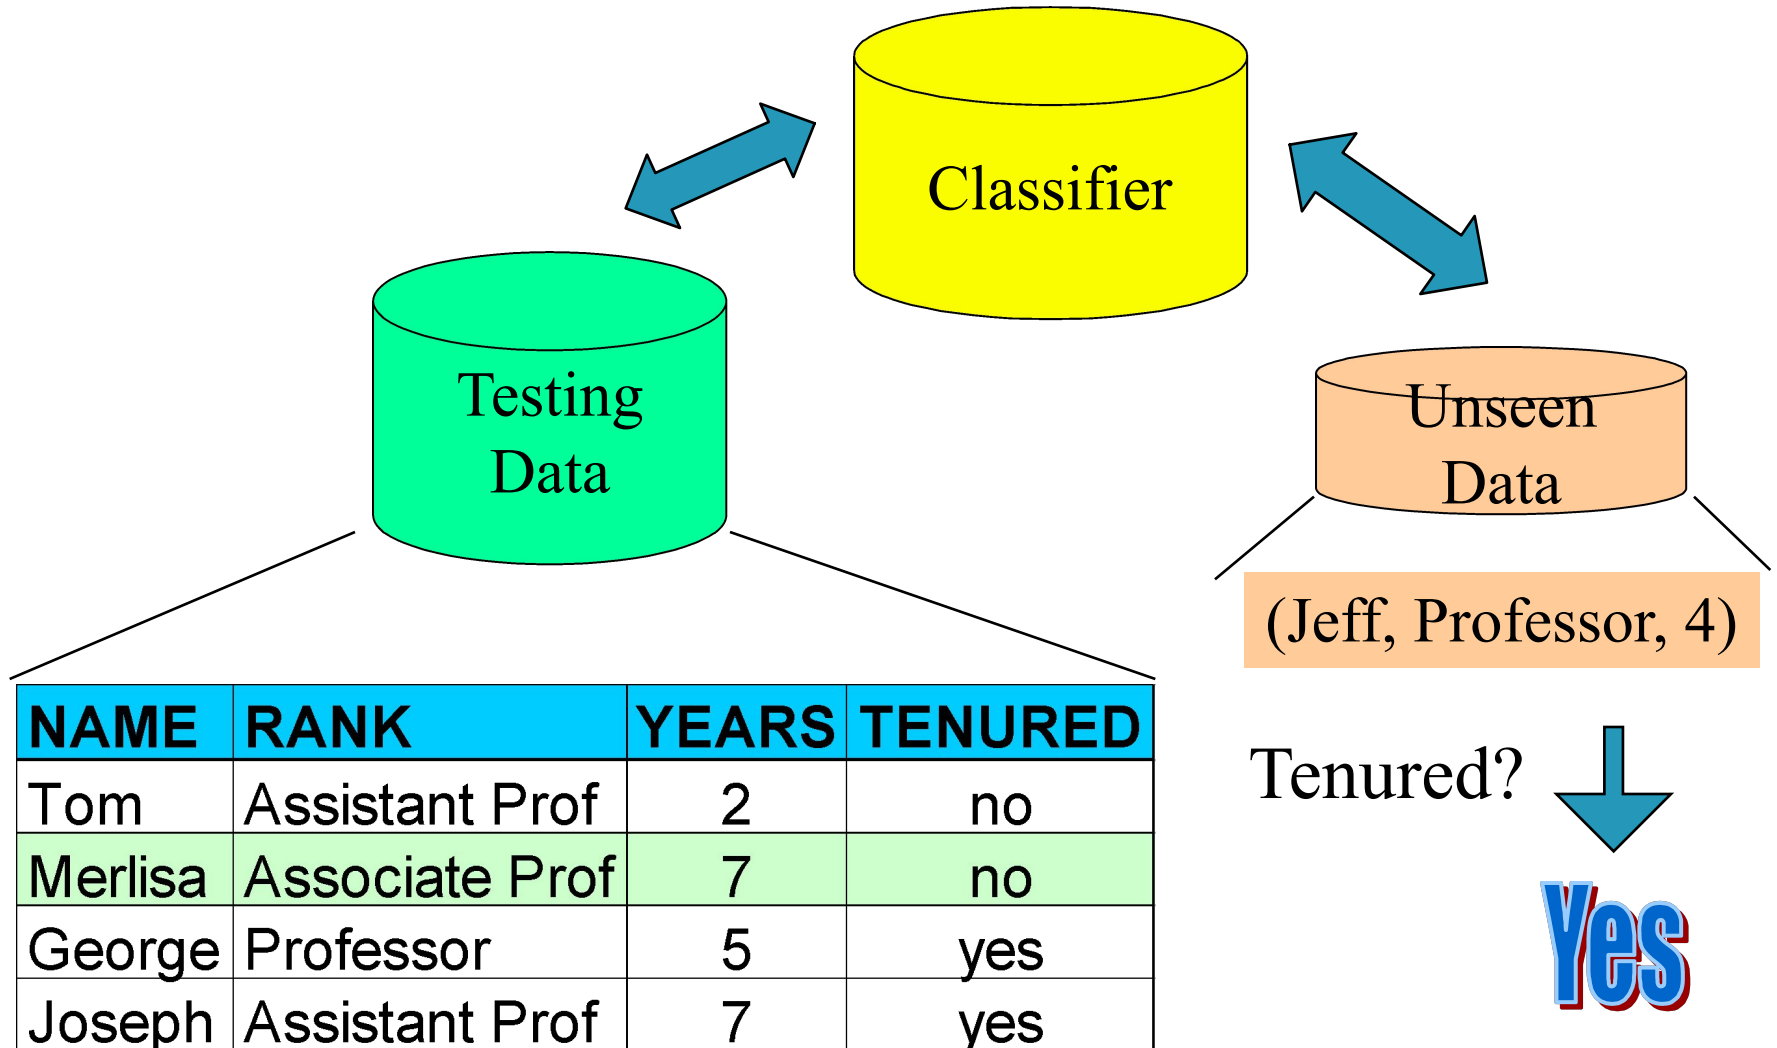 Classifier
Testing
Data
Unseen
Data
(Jeff, Professor, 4)
NAME RANK YEARS TENURED
Tom Assistant Prof 2 no
Merlisa Associate Prof 7 no
George Professor 5 yes
Joseph Assistant Prof 7 yes
Tenured?
Yes